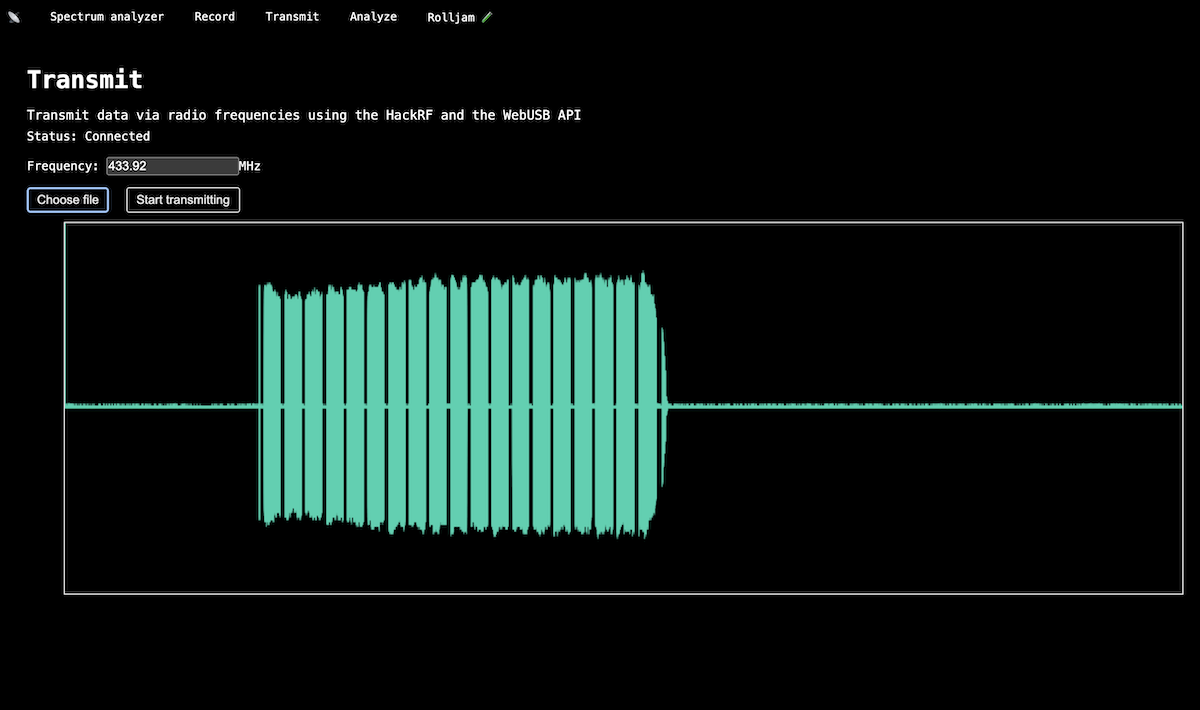 Spectrum analyzer Record Transmit Analyze Rolljam
Transmit
Transmit data via radio frequencies using the HackRF and the WebUSB API
Status: Connected
Frequency: 433.92 MHz
Choose file Start transmitting